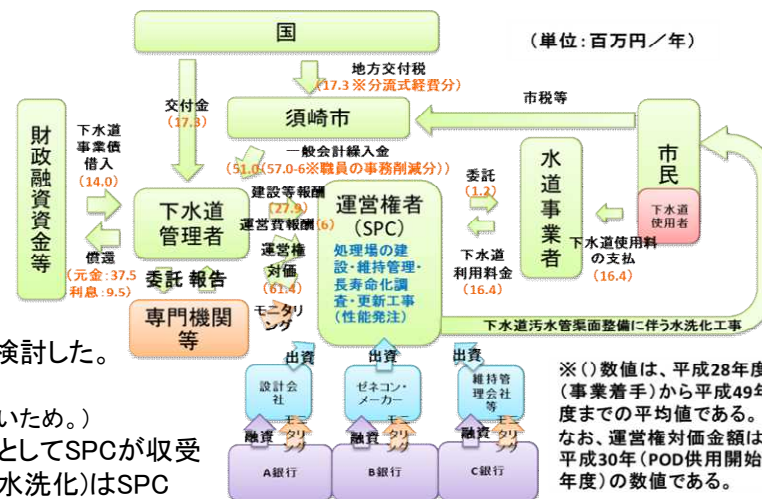 国
（単位：百万円／年）
地方交付税
（17.3 ※分流式経費分）
交付金
（17.3）
須崎市
市税等
財政融資資金等
下水道
事業債
借入
（14.0）
一般会計繰入金
（51.0（57.0-6※職員の事務削減分））
下水道
管理者
建設等報酬
（27.9）
運営費報酬（6）
運営権
対価
（61.4）
運営権者
（SPC）
処理場の建
設・維持管理・
長寿命化調
査・更新工事
（性能発注）
委託
（1.2）
下水道
利用料金
（16.4）
水道事業者
市民
下水道
使用者
下水道使用料
の支払
（16.4）
償還
（元金：37.5
利息：9.5）
委託 報告
専門機関
等
モニタ
リング
下水道汚水管渠面整備に伴う水洗化工事
検討した。
いため。）
としてSPCが収受
水洗化）はSPC
出資
出資
出資
設計会
社
ゼネコン・
メーカー
維持管
理会社
等
融資
モニ
タリ
ング
融資
モニ
タリ
ング
融資
モニ
タリ
ング
A銀行
B銀行
C銀行
※（）数値は、平成28年度
（事業着手）から平成49年
度までの平均値である。
なお、運営権対価金額は
平成30年（POD供用開始
年度）の数値である。